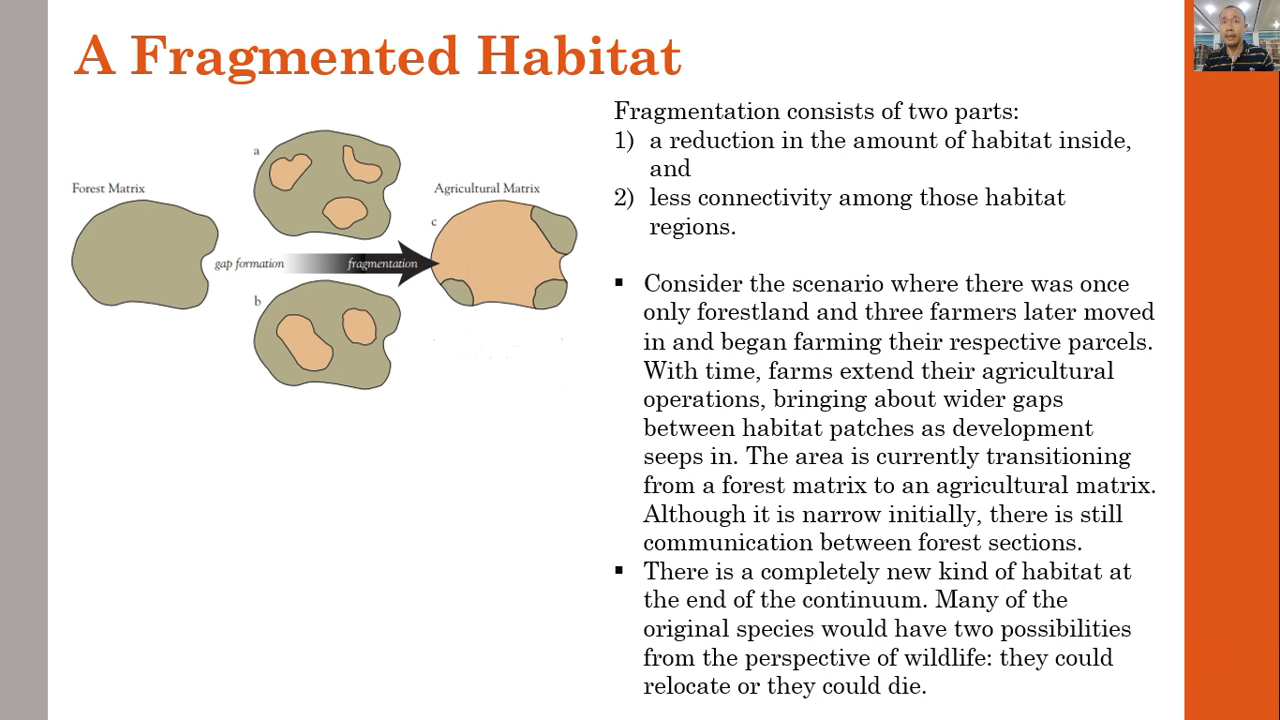 A Fragmented Habitat
Forest Matrix
a
gap formation
fragmentation
b
Agricultural Matrix
c
Fragmentation consists of two parts:
1) a reduction in the amount of habitat inside,
and
2) less connectivity among those habitat
regions.
▪ Consider the scenario where there was once
only forestland and three farmers later moved
in and began farming their respective parcels.
With time, farms extend their agricultural
operations, bringing about wider gaps
between habitat patches as development
seeps in. The area is currently transitioning
from a forest matrix to an agricultural matrix.
Although it is narrow initially, there is still
communication between forest sections.
▪ There is a completely new kind of habitat at
the end of the continuum. Many of the
original species would have two possibilities
from the perspective of wildlife: they could
relocate or they could die.